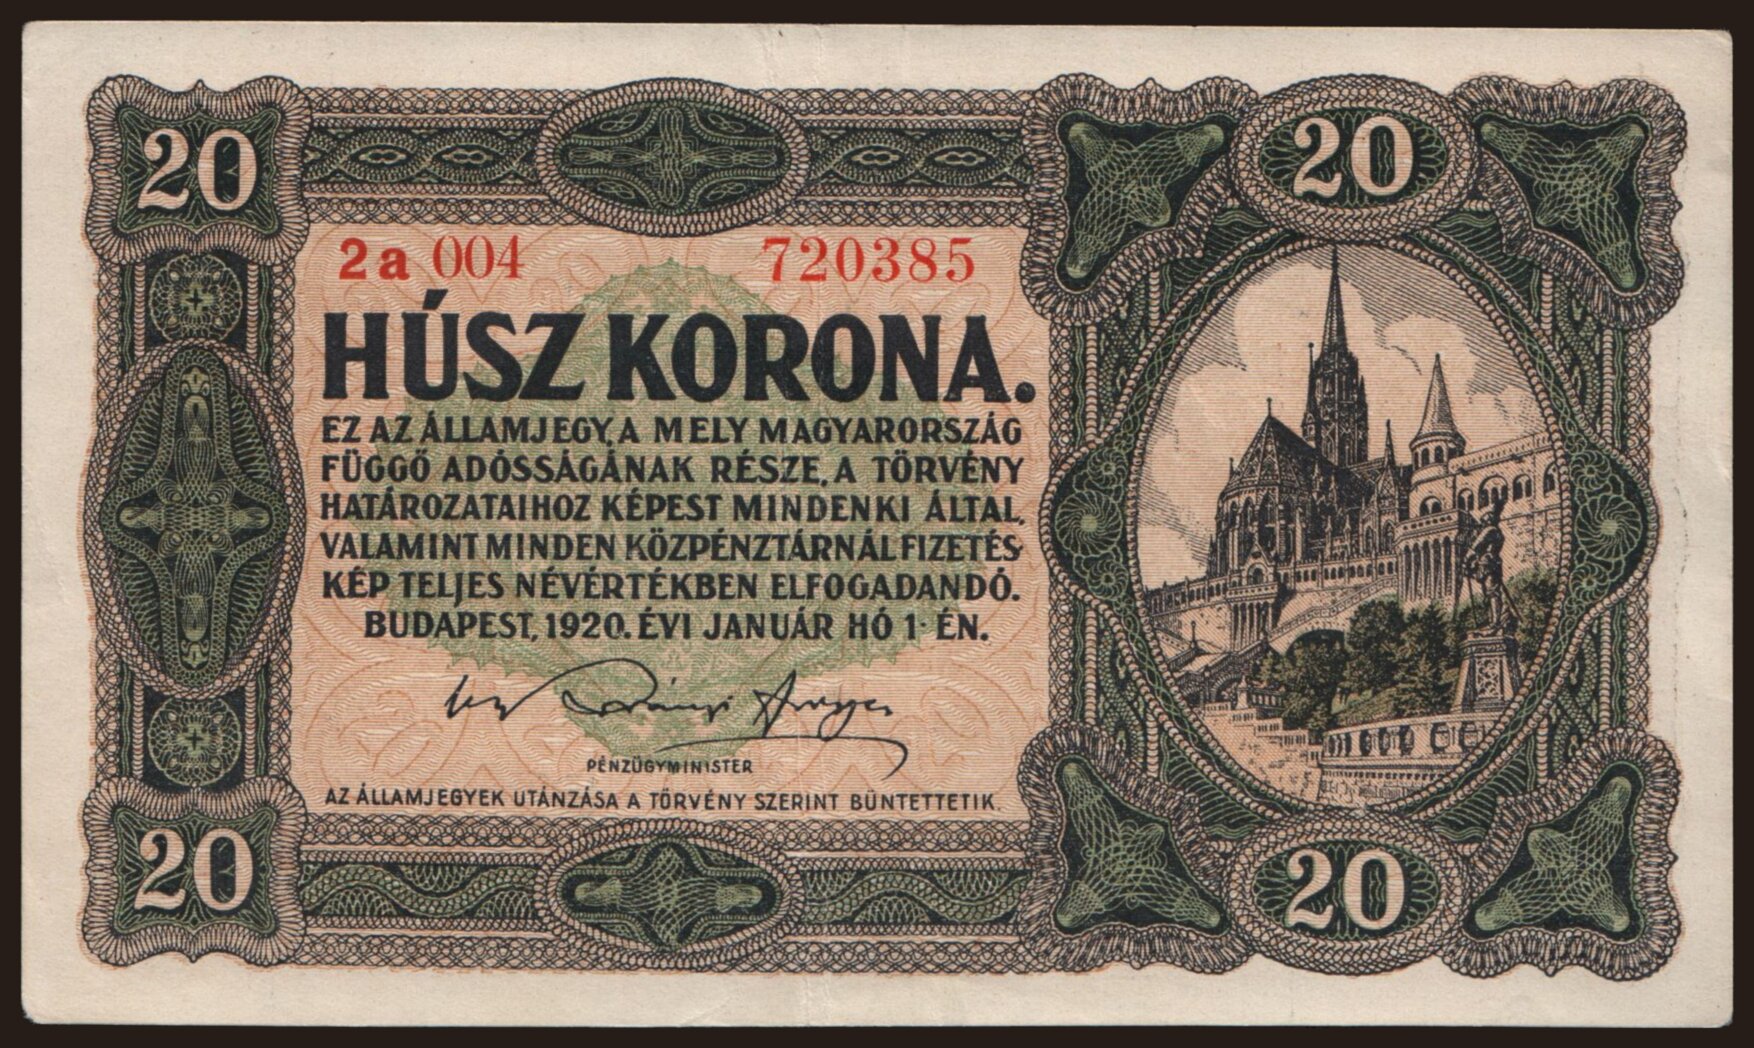 20
20
2a 004 720385
HÚSZ KORONA.
EZ AZ ÁLLAMJEGY, A MELY MAGYARORSZÁG
FÜGGŐ ADÓSSÁGÁNAK RÉSZE, A TÖRVÉNY
HATÁROZATAIHOZ KÉPEST MINDENKI ÁLTAL,
VALAMINT MINDEN KÖZPÉNZTÁRNÁL FIZETÉS-
KÉP TELJES NÉVÉRTÉKBEN ELFOGADANDÓ.
BUDAPEST, 1920. ÉVI JANUÁR HÓ 1-ÉN.
PÉNZÜGYMINISTER
AZ ÁLLAMJEGYEK UTÁNZÁSA A TÖRVÉNY SZERINT BÜNTETTETIK.
20
20